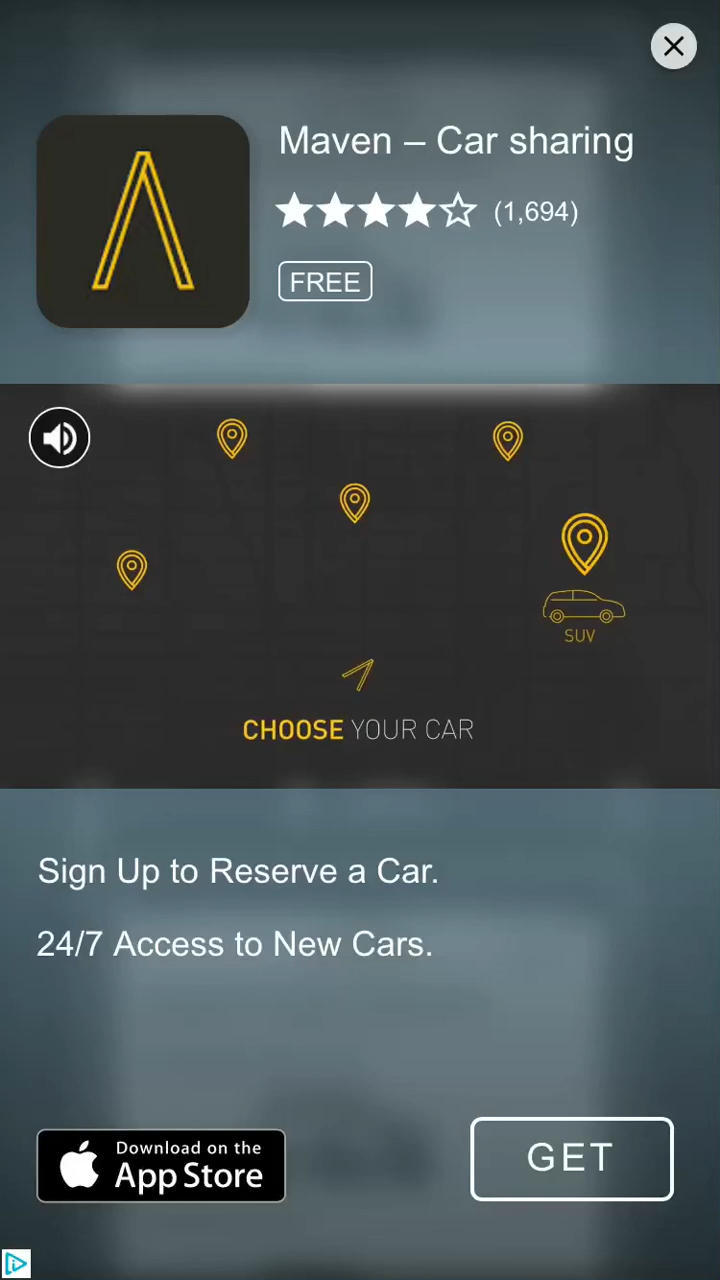 Maven – Car sharing
(1,694)
FREE
SUV
CHOOSE YOUR CAR
Sign Up to Reserve a Car.
24/7 Access to New Cars.
Download on the
App Store
GET